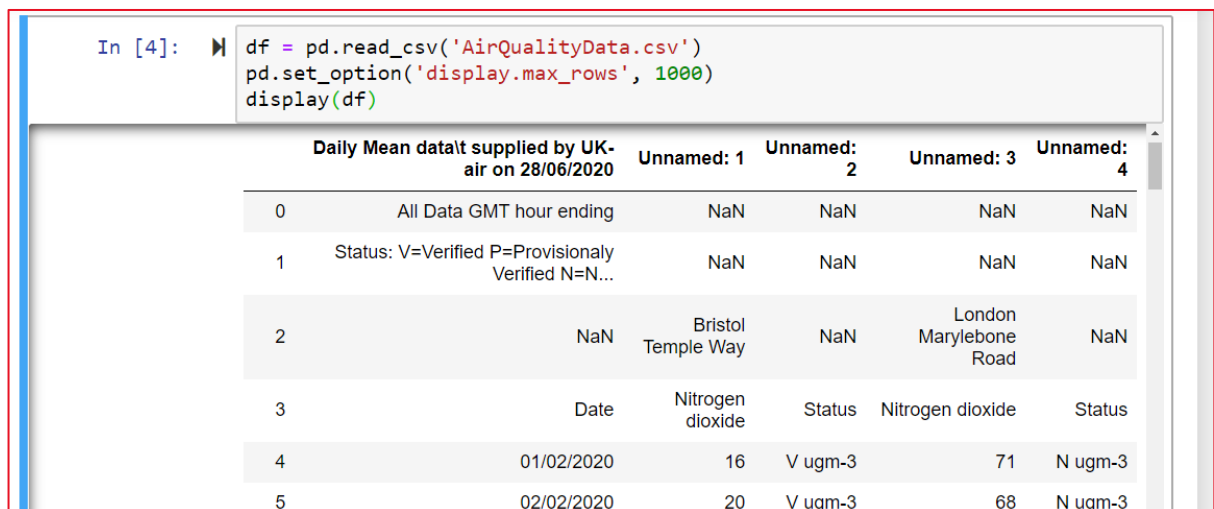 In [4]:
df = pd.read_csv('AirQualityData.csv')
pd.set_option('display.max_rows', 1000)
display(df)
Daily Mean data\t supplied by UK-
air on 28/06/2020 Unnamed: 1 Unnamed:
2 Unnamed: 3 Unnamed:
4
0 All Data GMT hour ending NaN NaN NaN NaN
1 Status: V=Verified P=Provisionaly
Verified N=N... NaN NaN NaN NaN
2 NaN Bristol
Temple Way NaN London
Marylebone
Road NaN
3 Date Nitrogen
dioxide Status Nitrogen dioxide Status
4 01/02/2020 16 V ugm-3 71 N ugm-3
5 02/02/2020 20 V ugm-3 68 N ugm-3